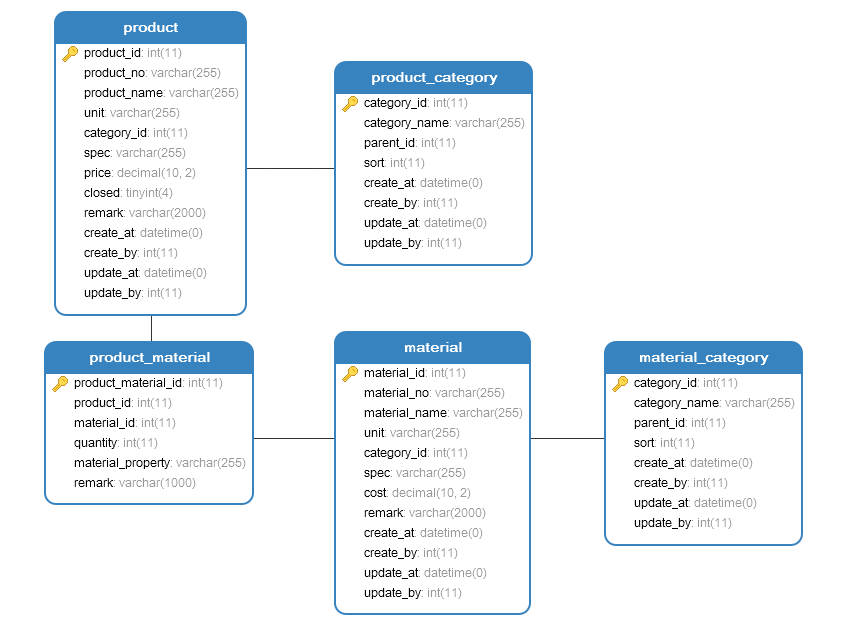 product
product_id: int(11)
product_no: varchar(255)
product_name: varchar(255)
unit: varchar(255)
category_id: int(11)
spec: varchar(255)
price: decimal(10, 2)
closed: tinyint(4)
remark: varchar(2000)
create_at: datetime(0)
create_by: int(11)
update_at: datetime(0)
update_by: int(11)
product_category
category_id: int(11)
category_name: varchar(255)
parent_id: int(11)
sort: int(11)
create_at: datetime(0)
create_by: int(11)
update_at: datetime(0)
update_by: int(11)
product_material
product_material_id: int(11)
product_id: int(11)
material_id: int(11)
quantity: int(11)
material_property: varchar(255)
remark: varchar(1000)
material
material_id: int(11)
material_no: varchar(255)
material_name: varchar(255)
unit: varchar(255)
category_id: int(11)
spec: varchar(255)
cost: decimal(10, 2)
remark: varchar(2000)
create_at: datetime(0)
create_by: int(11)
update_at: datetime(0)
update_by: int(11)
material_category
category_id: int(11)
category_name: varchar(255)
parent_id: int(11)
sort: int(11)
create_at: datetime(0)
create_by: int(11)
update_at: datetime(0)
update_by: int(11)